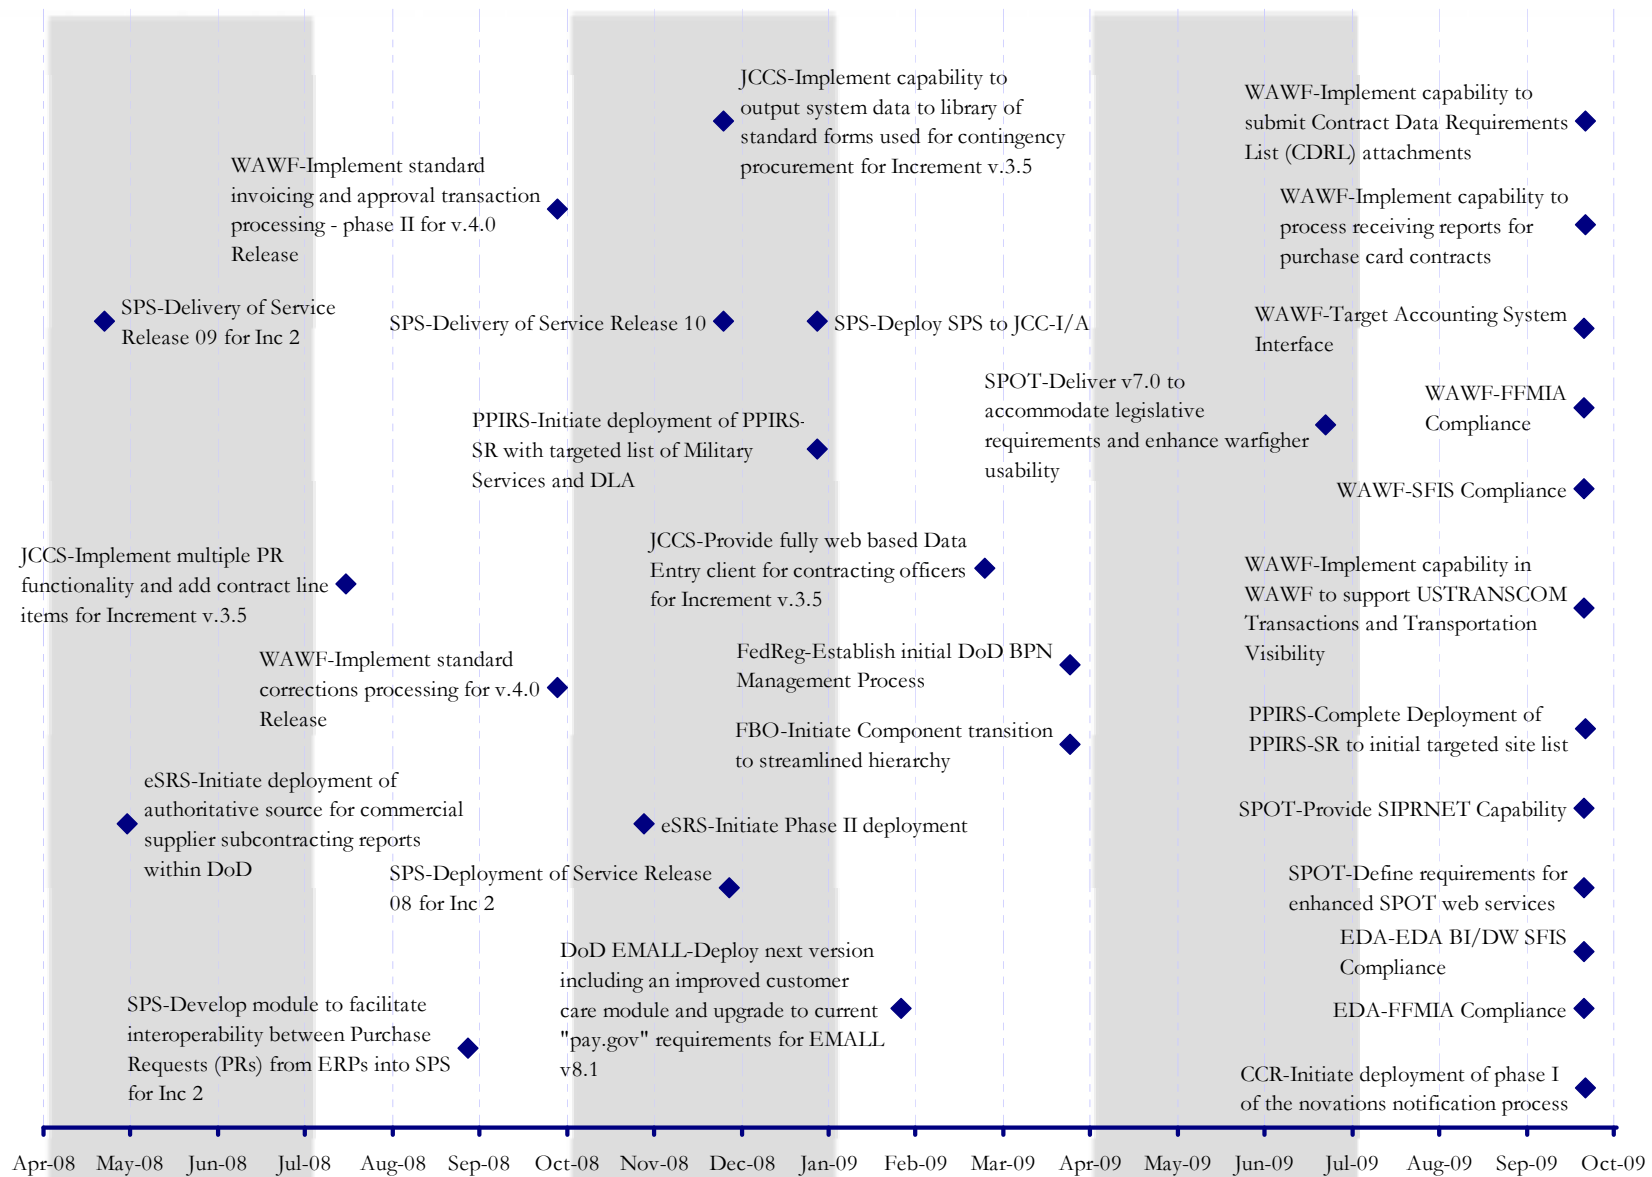 JCCS-Implement capability to
output system data to library of
standard forms used for contingency
procurement for Increment v.3.5
WAWF-Implement capability to
submit Contract Data Requirements
List (CDRL) attachments
WAWF-Implement standard
invoicing and approval transaction
processing - phase II for v.4.0
Release
WAWF-Implement capability to
process receiving reports for
purchase card contracts
SPS-Delivery of Service
Release 09 for Inc 2
SPS-Delivery of Service Release 10
SPS-Deploy SPS to JCC-I/A
WAWF-Target Accounting System
Interface
SPOT-Deliver v7.0 to
accommodate legislative
requirements and enhance warfigher
usability
WAWF-FFMIA
Compliance
PPIRS-Initiate deployment of PPIRS-
SR with targeted list of Military
Services and DLA
WAWF-SFIS Compliance
JCCS-Implement multiple PR
functionality and add contract line
items for Increment v.3.5
JCCS-Provide fully web based Data
Entry client for contracting officers
for Increment v.3.5
WAWF-Implement capability in
WAWF to support USTRANSCOM
Transactions and Transportation
Visibility
WAWF-Implement standard
corrections processing for v.4.0
Release
FedReg-Establish initial DoD BPN
Management Process
FBO-Initiate Component transition
to streamlined hierarchy
PPIRS-Complete Deployment of
PPIRS-SR to initial targeted site list
eSRS-Initiate deployment of
authoritative source for commercial
supplier subcontracting reports
within DoD
eSRS-Initiate Phase II deployment
SPOT-Provide SIPRNET Capability
SPS-Deployment of Service Release
08 for Inc 2
SPOT-Define requirements for
enhanced SPOT web services
EDA-EDA BI/DW SFIS
Compliance
DoD EMALL-Deploy next version
including an improved customer
care module and upgrade to current
"pay.gov" requirements for EMALL
v8.1
EDA-FFMIA Compliance
SPS-Develop module to facilitate
interoperability between Purchase
Requests (PRs) from ERPs into SPS
for Inc 2
CCR-Initiate deployment of phase I
of the novations notification process
Apr-08 May-08 Jun-08 Jul-08 Aug-08 Sep-08 Oct-08 Nov-08 Dec-08 Jan-09 Feb-09 Mar-09 Apr-09 May-09 Jun-09 Jul-09 Aug-09 Sep-09 Oct-09